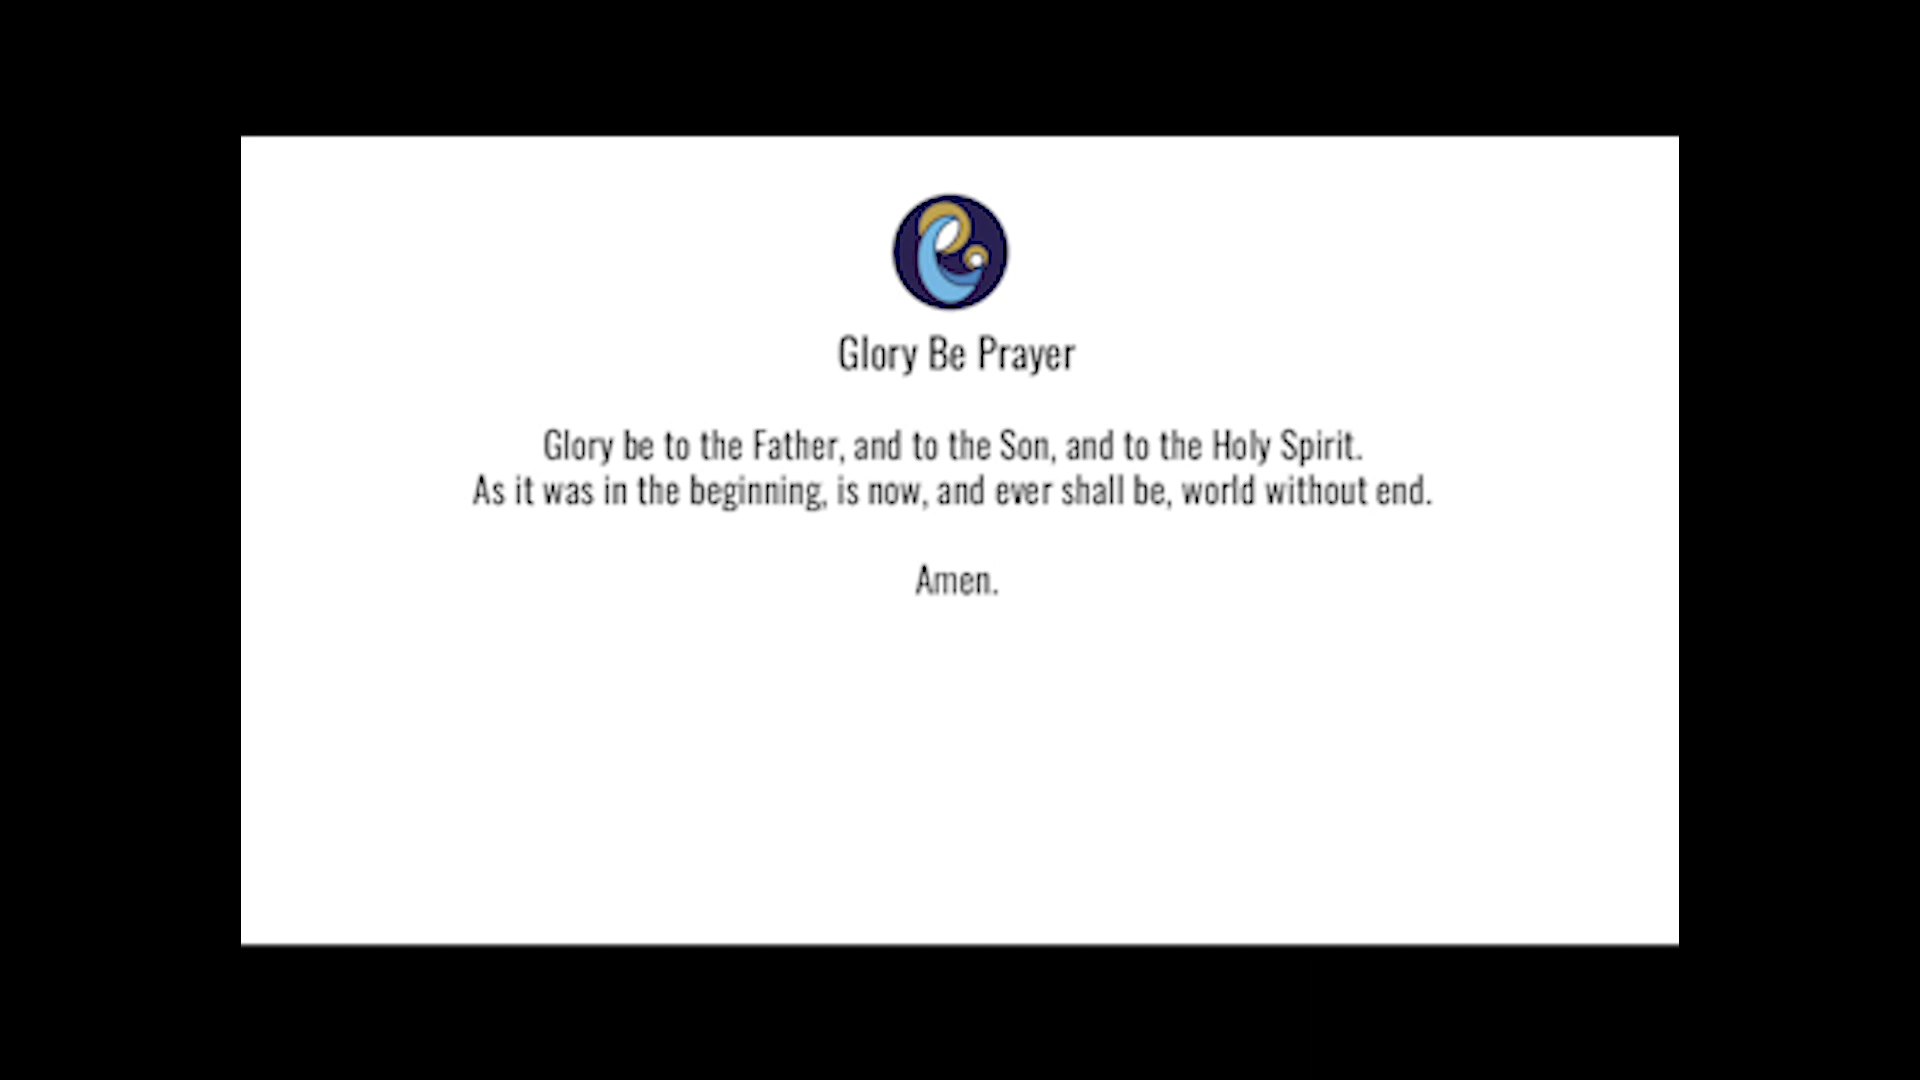 Glory Be Prayer
Glory be to the Father, and to the Son, and to the Holy Spirit.
As it was in the beginning, is now, and ever shall be, world without end.
Amen.